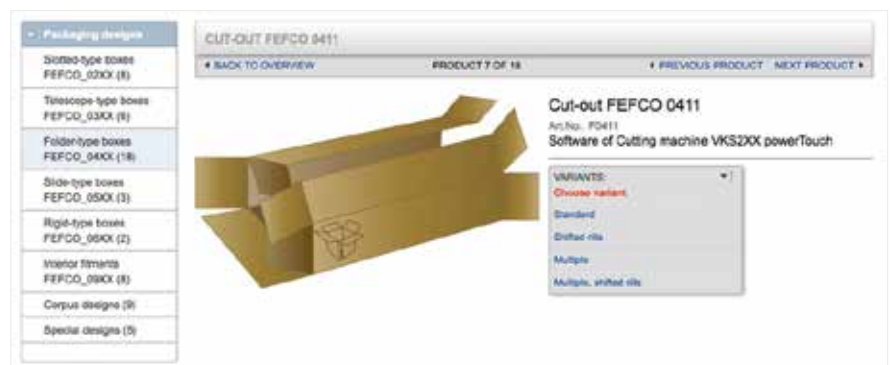 Packaging designs
Slotted-type boxes
FEFCO_02XX (8)
Telescope-type boxes
FEFCO_03XX (6)
Folder-type boxes
FEFCO_04XX (18)
Slide-type boxes
FEFCO_05XX (3)
Rigid-type boxes
FEFCO_06XX (2)
Interior fitments
FEFCO_09XX (8)
Corpus designs (9)
Special designs (5)
CUT-OUT FEFCO 0411
BACK TO OVERVIEW
PRODUCT 7 OF 18
PREVIOUS PRODUCT NEXT PRODUCT
Cut-out FEFCO 0411
Art.No. F0411
Software of Cutting machine VKS2XX powerTouch
VARIANTS:
Choose variant.
Standard
Shifted rills
Multiple
Multiple, shifted rills